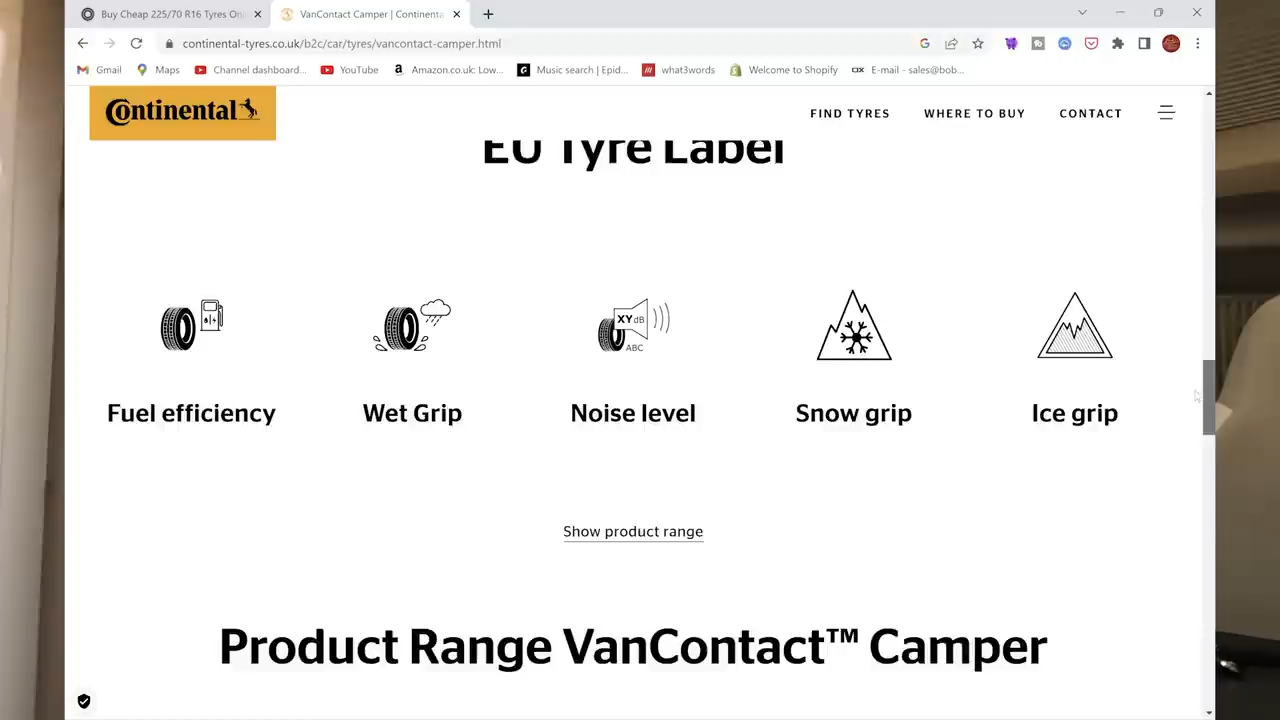 Buy Cheap 225/70 R16 Tyres Onl
VanContact Camper | Continenta
continental-tyres.co.uk/b2c/car/tyres/vancontact-camper.html
Gmail
Maps
Channel dashboard...
YouTube
Amazon.co.uk: Low...
Music search | Epid...
what3words
Welcome to Shopify
E-mail - sales@bob...
Continental
FIND TYRES
WHERE TO BUY
CONTACT
EU Tyre Label
XY dB
ABC
Fuel efficiency
Wet Grip
Noise level
Snow grip
Ice grip
Show product range
Product Range VanContact™ Camper